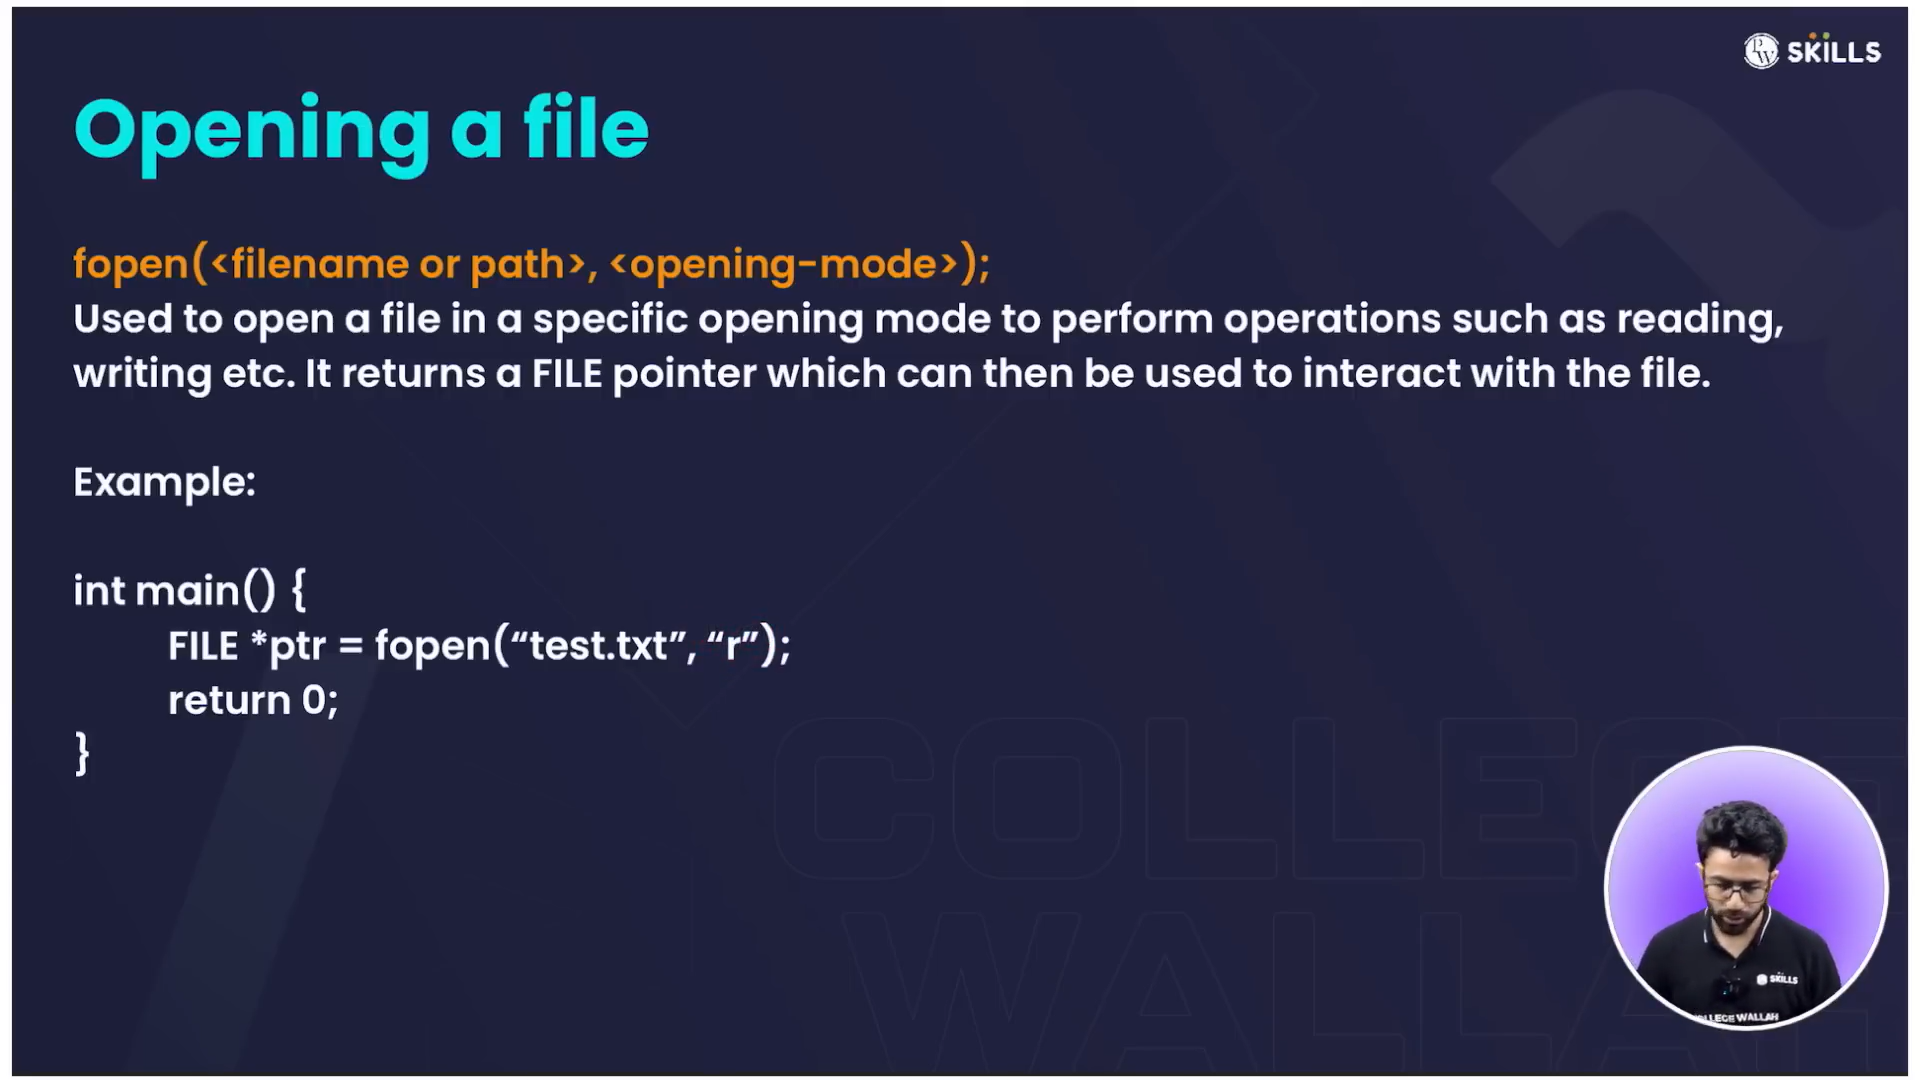 PW SKILLS
Opening a file
fopen(<filename or path>, <opening-mode>);
Used to open a file in a specific opening mode to perform operations such as reading,
writing etc. It returns a FILE pointer which can then be used to interact with the file.
Example:
int main() {
FILE *ptr = fopen(“test.txt”, “r”);
return 0;
}
COLLEGE
WALLAH
SKILLS
LLEGE WALLAH